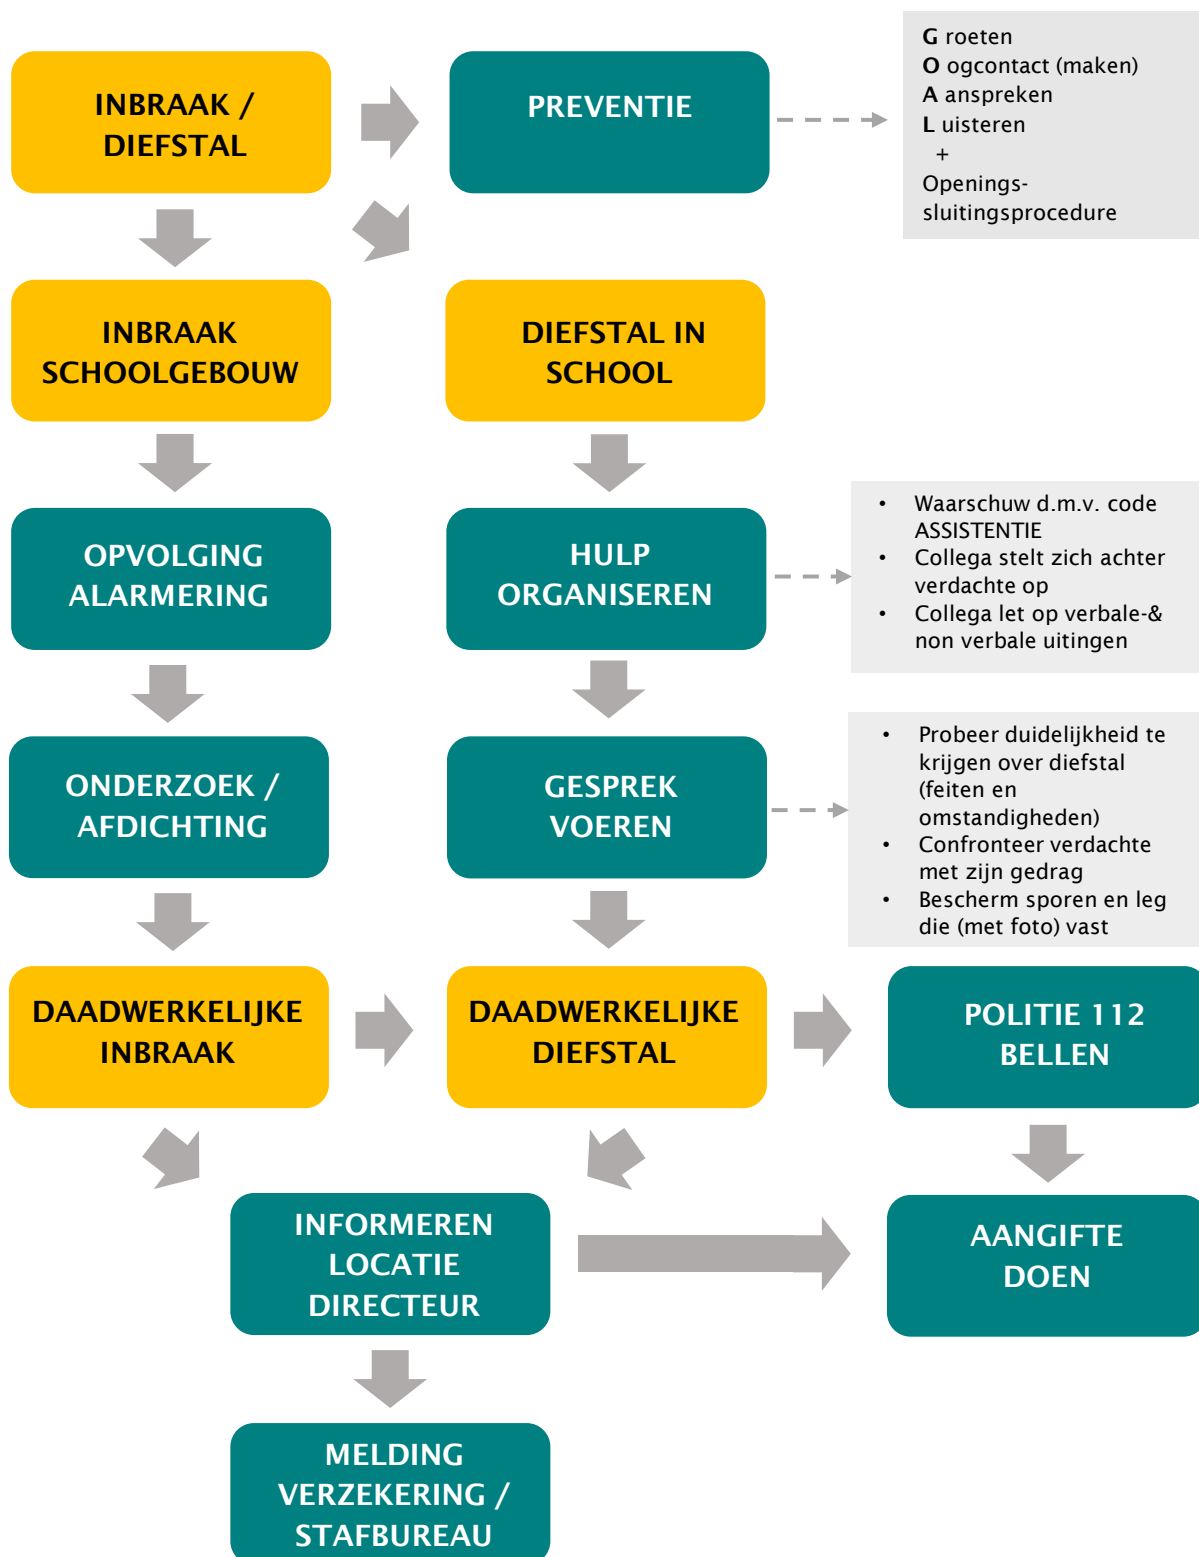 INBRAAK /
DIEFSTAL
PREVENTIE
G roeten
O ogcontact (maken)
A anspreken
L uisteren
+
Openings-
sluitingsprocedure
INBRAAK
SCHOOLGEBOUW
DIEFSTAL IN
SCHOOL
OPVOLGING
ALARMERING
HULP
ORGANISEREN
• Waarschuw d.m.v. code
ASSISTENTIE
• Collega stelt zich achter
verdachte op
• Collega let op verbale-&
non verbale uitingen
ONDERZOEK /
AFDICHTING
GESPREK
VOEREN
• Probeer duidelijkheid te
krijgen over diefstal
(feiten en
omstandigheden)
• Confronteer verdachte
met zijn gedrag
• Bescherm sporen en leg
die (met foto) vast
DAADWERKELIJKE
INBRAAK
DAADWERKELIJKE
DIEFSTAL
POLITIE 112
BELLEN
INFORMEREN
LOCATIE
DIRECTEUR
AANGIFTE
DOEN
MELDING
VERZEKERING /
STAFBUREAU